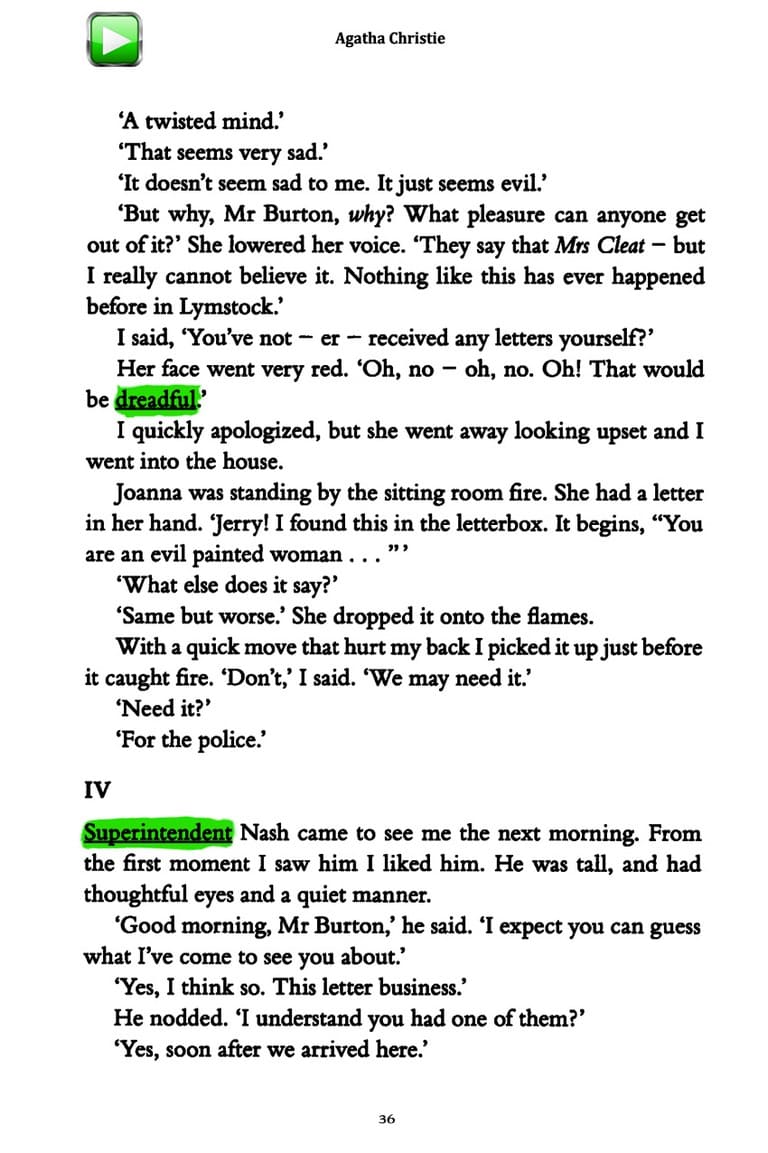 Agatha Christie
‘A twisted mind.’
‘That seems very sad.’
‘It doesn’t seem sad to me. It just seems evil.’
‘But why, Mr Burton, why? What pleasure can anyone get
out of it?’ She lowered her voice. ‘They say that Mrs Cleat – but
I really cannot believe it. Nothing like this has ever happened
before in Lymstock.’
I said, ‘You’ve not – er – received any letters yourself?’
Her face went very red. ‘Oh, no – oh, no. Oh! That would
be dreadful.’
I quickly apologized, but she went away looking upset and I
went into the house.
Joanna was standing by the sitting room fire. She had a letter
in her hand. ‘Jerry! I found this in the letterbox. It begins, “You
are an evil painted woman . . . ”’
‘What else does it say?’
‘Same but worse.’ She dropped it onto the flames.
With a quick move that hurt my back I picked it up just before
it caught fire. ‘Don’t,’ I said. ‘We may need it.’
‘Need it?’
‘For the police.’
IV
Superintendent Nash came to see me the next morning. From
the first moment I saw him I liked him. He was tall, and had
thoughtful eyes and a quiet manner.
‘Good morning, Mr Burton,’ he said. ‘I expect you can guess
what I’ve come to see you about.’
‘Yes, I think so. This letter business.’
He nodded. ‘I understand you had one of them?’
‘Yes, soon after we arrived here.’
36